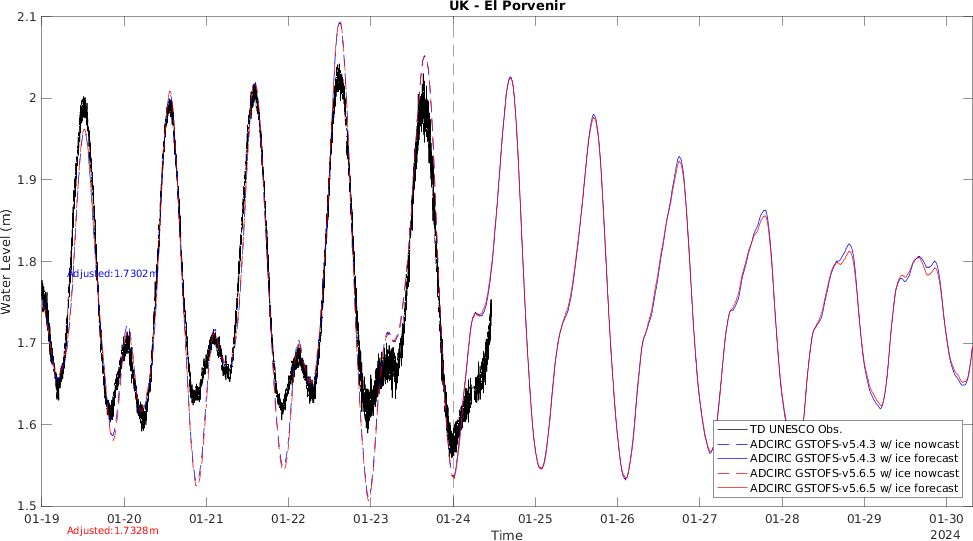 UK - El Porvenir
Water Level (m)
2.1
2
1.9
1.8
1.7
1.6
1.5
Adjusted:1.7302m
Adjusted:1.7328m
TD UNESCO Obs.
ADCIRC GSTOFS-v5.4.3 w/ ice nowcast
ADCIRC GSTOFS-v5.4.3 w/ ice forecast
ADCIRC GSTOFS-v5.6.5 w/ ice nowcast
ADCIRC GSTOFS-v5.6.5 w/ ice forecast
01-19 01-20 01-21 01-22 01-23 01-24 01-25 01-26 01-27 01-28 01-29 01-30
2024
Time